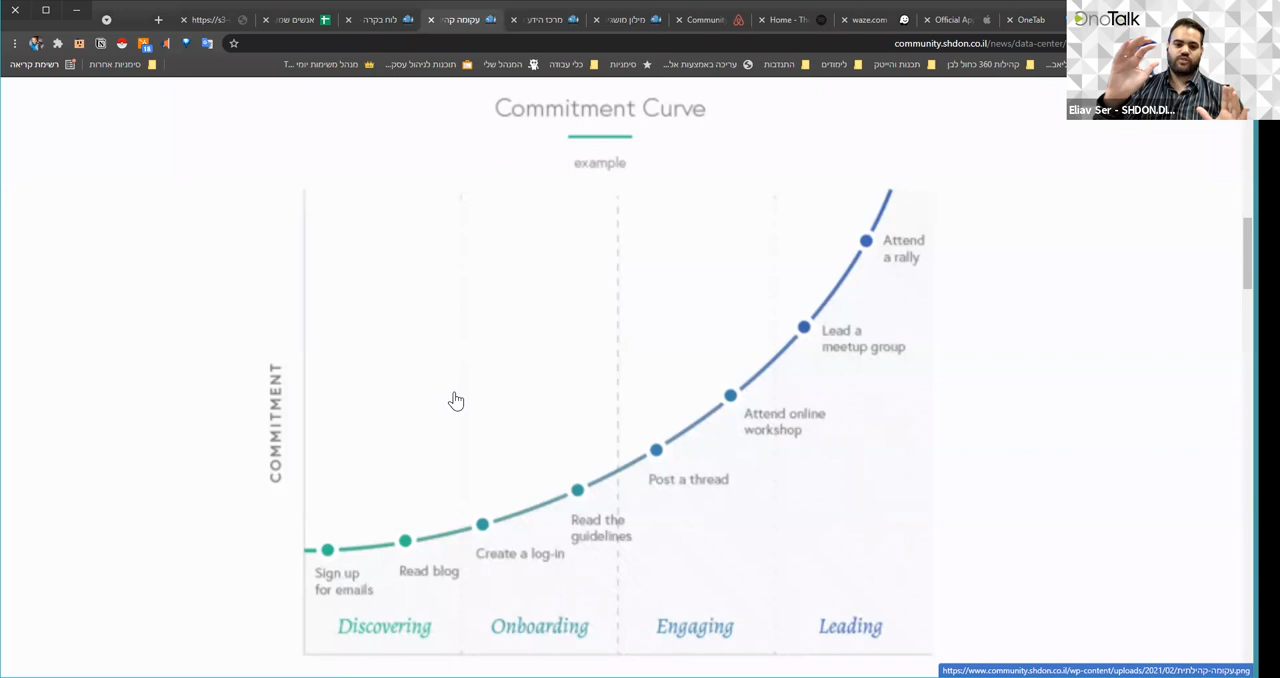 https://s3-
אנשים שמ
לוח בקרה
עקומה קהי
מרכז הידע
מילון מושגי
Communit
Home - Th
waze.com
Official Ap
OneTab
community.shdon.co.il/news/data-center/
רשימת קריאה
סימניות אחרות
מנהל משימות יומי - T...
תוכנות לניהול עסק...
המנהל שלי
כלי עבודה
סימניות
עריכה באמצעות אל...
התנדבות
לימודים
תבנות והייטק
קהילות 360 כחול לבן
OnoTalk
Eliav Ser - SHDON.DI...
Commitment Curve
example
COMMITMENT
Attend
a rally
Lead a
meetup group
Attend online
workshop
Post a thread
Read the
guidelines
Create a log-in
Read blog
Sign up
for emails
Discovering
Onboarding
Engaging
Leading
https://www.community.shdon.co.il/wp-content/uploads/2021/02/עקומה-קהילתית.png